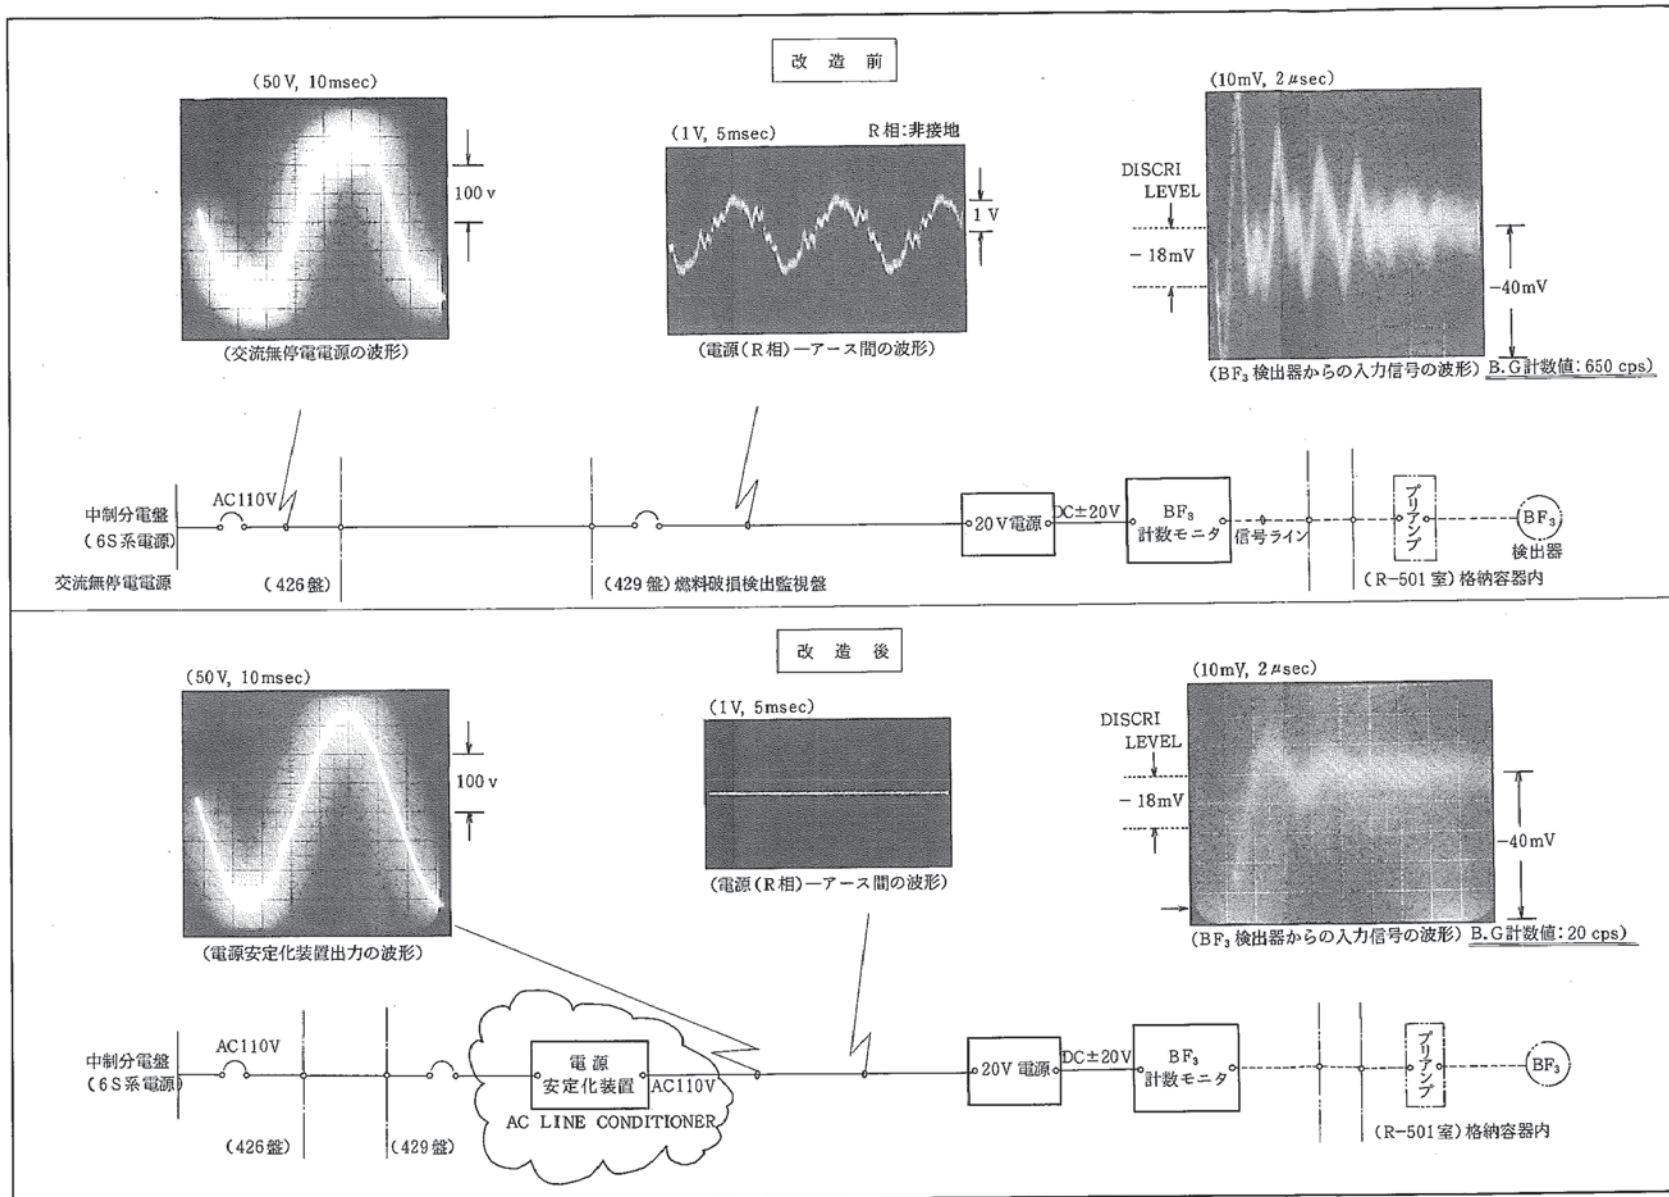 改造前
(50V, 10msec)
100v
(交流無停電電源の波形)
(1V, 5msec)
R相:非接地
1V
(電源(R相)―アース間の波形)
(10mV, 2μsec)
DISCRI
LEVEL
-18mV
-40mV
(BF₃検出器からの入力信号の波形) B.G計数値:650 cps)
中制分電盤
(6S系電源)
交流無停電電源
AC110V
(426盤)
(429盤)燃料破損検出監視盤
20V電源
DC±20V
BF₃
計数モニタ
信号ライン
プリアンプ
BF₃
検出器
(R-501室)格納容器内
改造後
(50V, 10msec)
100v
(電源安定化装置出力の波形)
(1V, 5msec)
(電源(R相)―アース間の波形)
(10mV, 2μsec)
DISCRI
LEVEL
-18mV
-40mV
(BF₃検出器からの入力信号の波形) B.G計数値:20 cps)
中制分電盤
(6S系電源)
AC110V
(426盤)
(429盤)
電源
安定化装置
AC110V
AC LINE CONDITIONER
20V電源
DC±20V
BF₃
計数モニタ
プリアンプ
BF₃
(R-501室)格納容器内